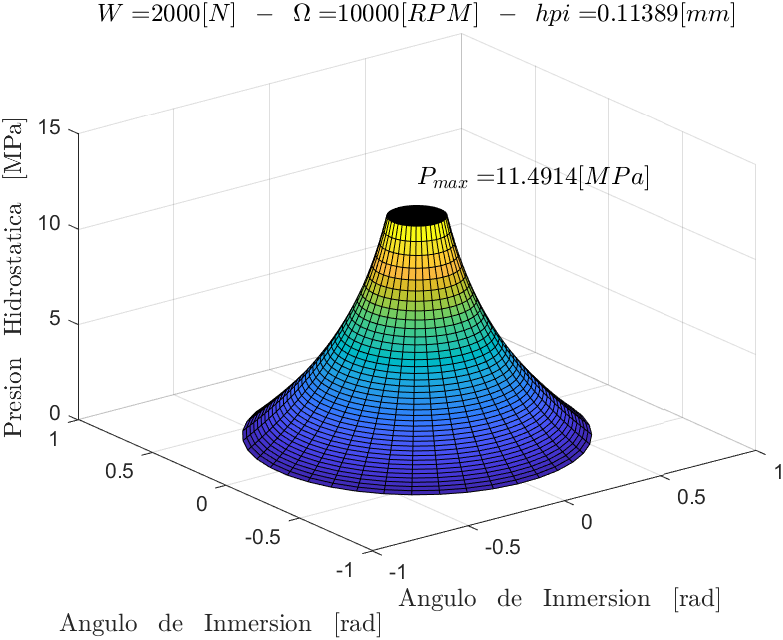 W =2000[N] − Ω =10000[RPM] − hpi =0.11389[mm]
P_max =11.4914[MPa]
Presion Hidrostatica [MPa]
15
10
5
0
1
0.5
0
-0.5
-1
-1
-0.5
0
0.5
1
Angulo de Inmersion [rad]
Angulo de Inmersion [rad]